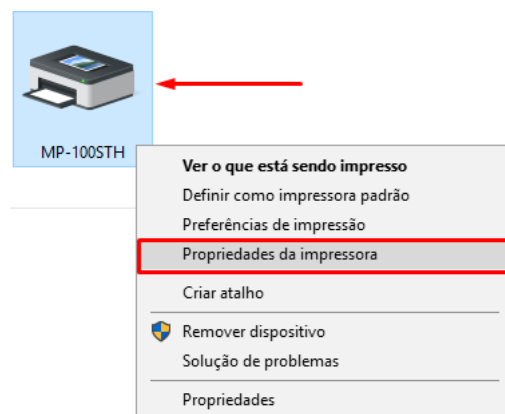 MP-100STH
Ver o que está sendo impresso
Definir como impressora padrão
Preferências de impressão
Propriedades da impressora
Criar atalho
Remover dispositivo
Solução de problemas
Propriedades